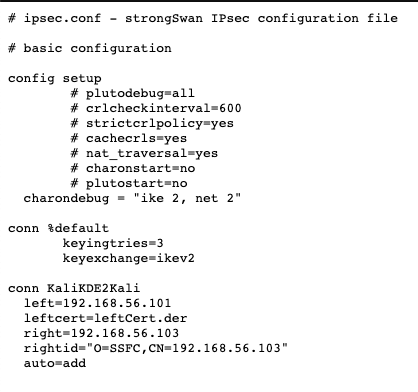 # ipsec.conf - strongSwan IPsec configuration file
# basic configuration
config setup
# plutodebug=all
# crlcheckinterval=600
# strictcrlpolicy=yes
# cachecrls=yes
# nat_traversal=yes
# charonstart=no
# plutostart=no
charondebug = "ike 2, net 2"
conn %default
keyingtries=3
keyexchange=ikev2
conn KaliKDE2Kali
left=192.168.56.101
leftcert=leftCert.der
right=192.168.56.103
rightid="O=SSFC,CN=192.168.56.103"
auto=add